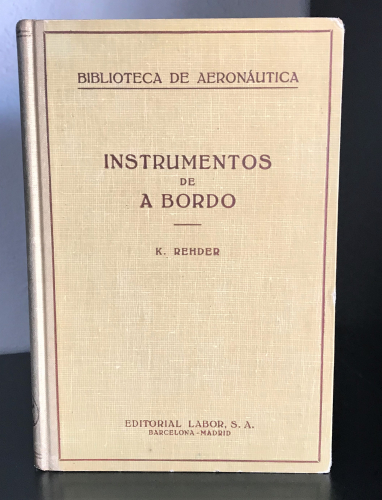 BIBLIOTECA DE AERONÁUTICA
INSTRUMENTOS
DE
A BORDO
K. REHDER
EDITORIAL LABOR, S. A.
BARCELONA-MADRID